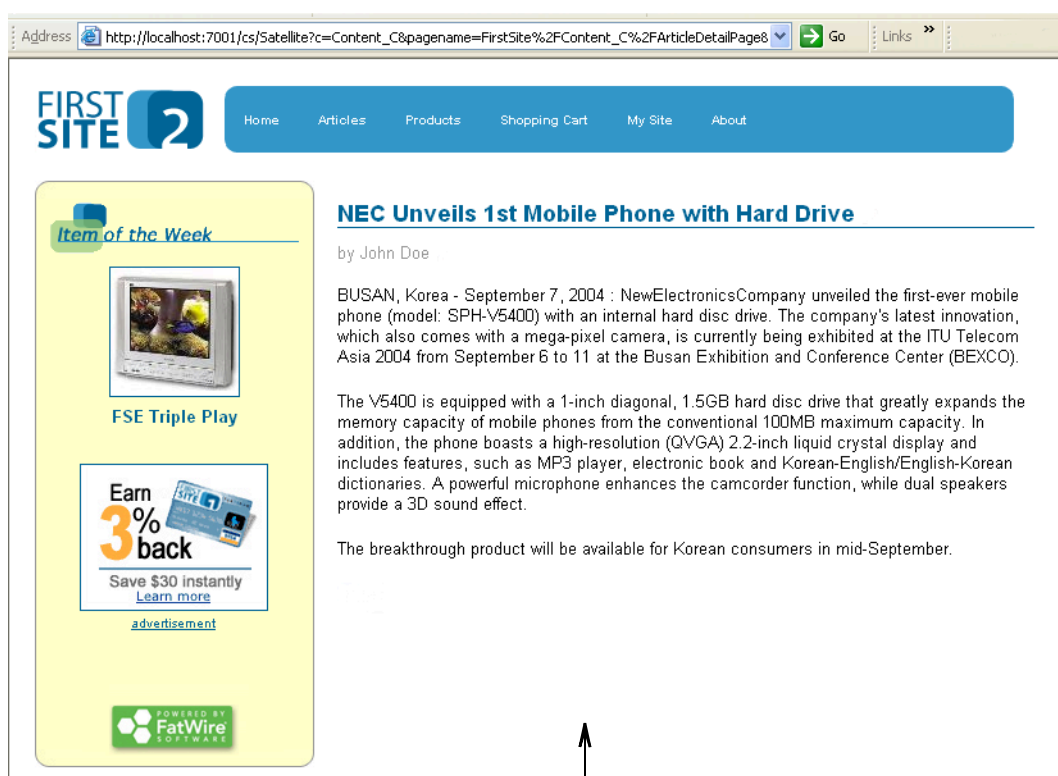 Address http://localhost:7001/cs/Satellite?c=Content_C&pagename=FirstSite%2FContent_C%2FArticleDetailPage& Go Links »
FIRST
SITE 2
Home Articles Products Shopping Cart My Site About
Item of the Week
FSE Triple Play
Earn
3%
back
Save $30 instantly
Learn more
advertisement
POWERED BY
FatWire
SOFTWARE
NEC Unveils 1st Mobile Phone with Hard Drive
by John Doe
BUSAN, Korea - September 7, 2004 : NewElectronicsCompany unveiled the first-ever mobile
phone (model: SPH-V5400) with an internal hard disc drive. The company's latest innovation,
which also comes with a mega-pixel camera, is currently being exhibited at the ITU Telecom
Asia 2004 from September 6 to 11 at the Busan Exhibition and Conference Center (BEXCO).
The V5400 is equipped with a 1-inch diagonal, 1.5GB hard disc drive that greatly expands the
memory capacity of mobile phones from the conventional 100MB maximum capacity. In
addition, the phone boasts a high-resolution (QVGA) 2.2-inch liquid crystal display and
includes features, such as MP3 player, electronic book and Korean-English/English-Korean
dictionaries. A powerful microphone enhances the camcorder function, while dual speakers
provide a 3D sound effect.
The breakthrough product will be available for Korean consumers in mid-September.